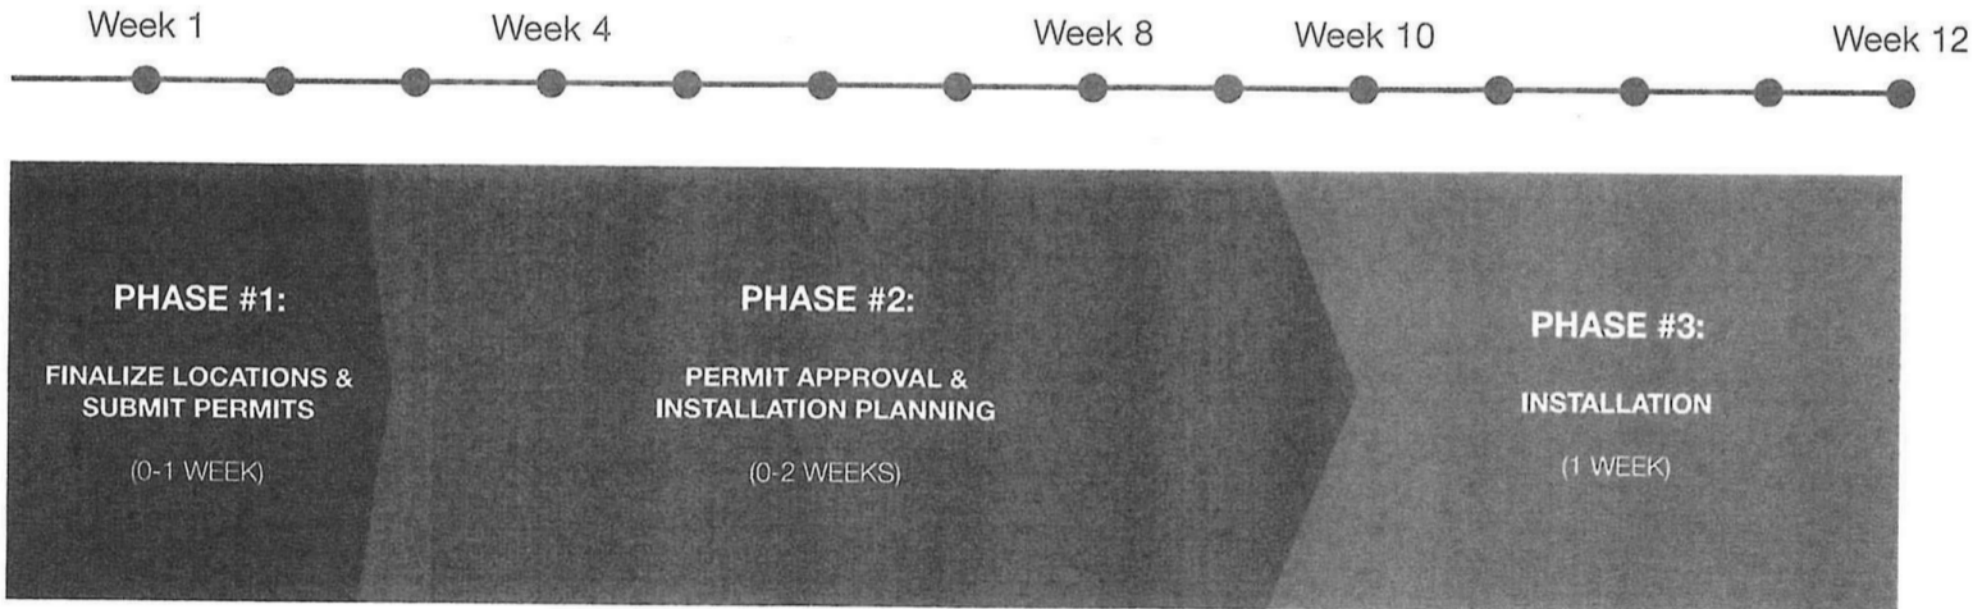 Week 1
Week 4
Week 8
Week 10
Week 12
PHASE #1:
FINALIZE LOCATIONS &
SUBMIT PERMITS
(0-1 WEEK)
PHASE #2:
PERMIT APPROVAL &
INSTALLATION PLANNING
(0-2 WEEKS)
PHASE #3:
INSTALLATION
(1 WEEK)